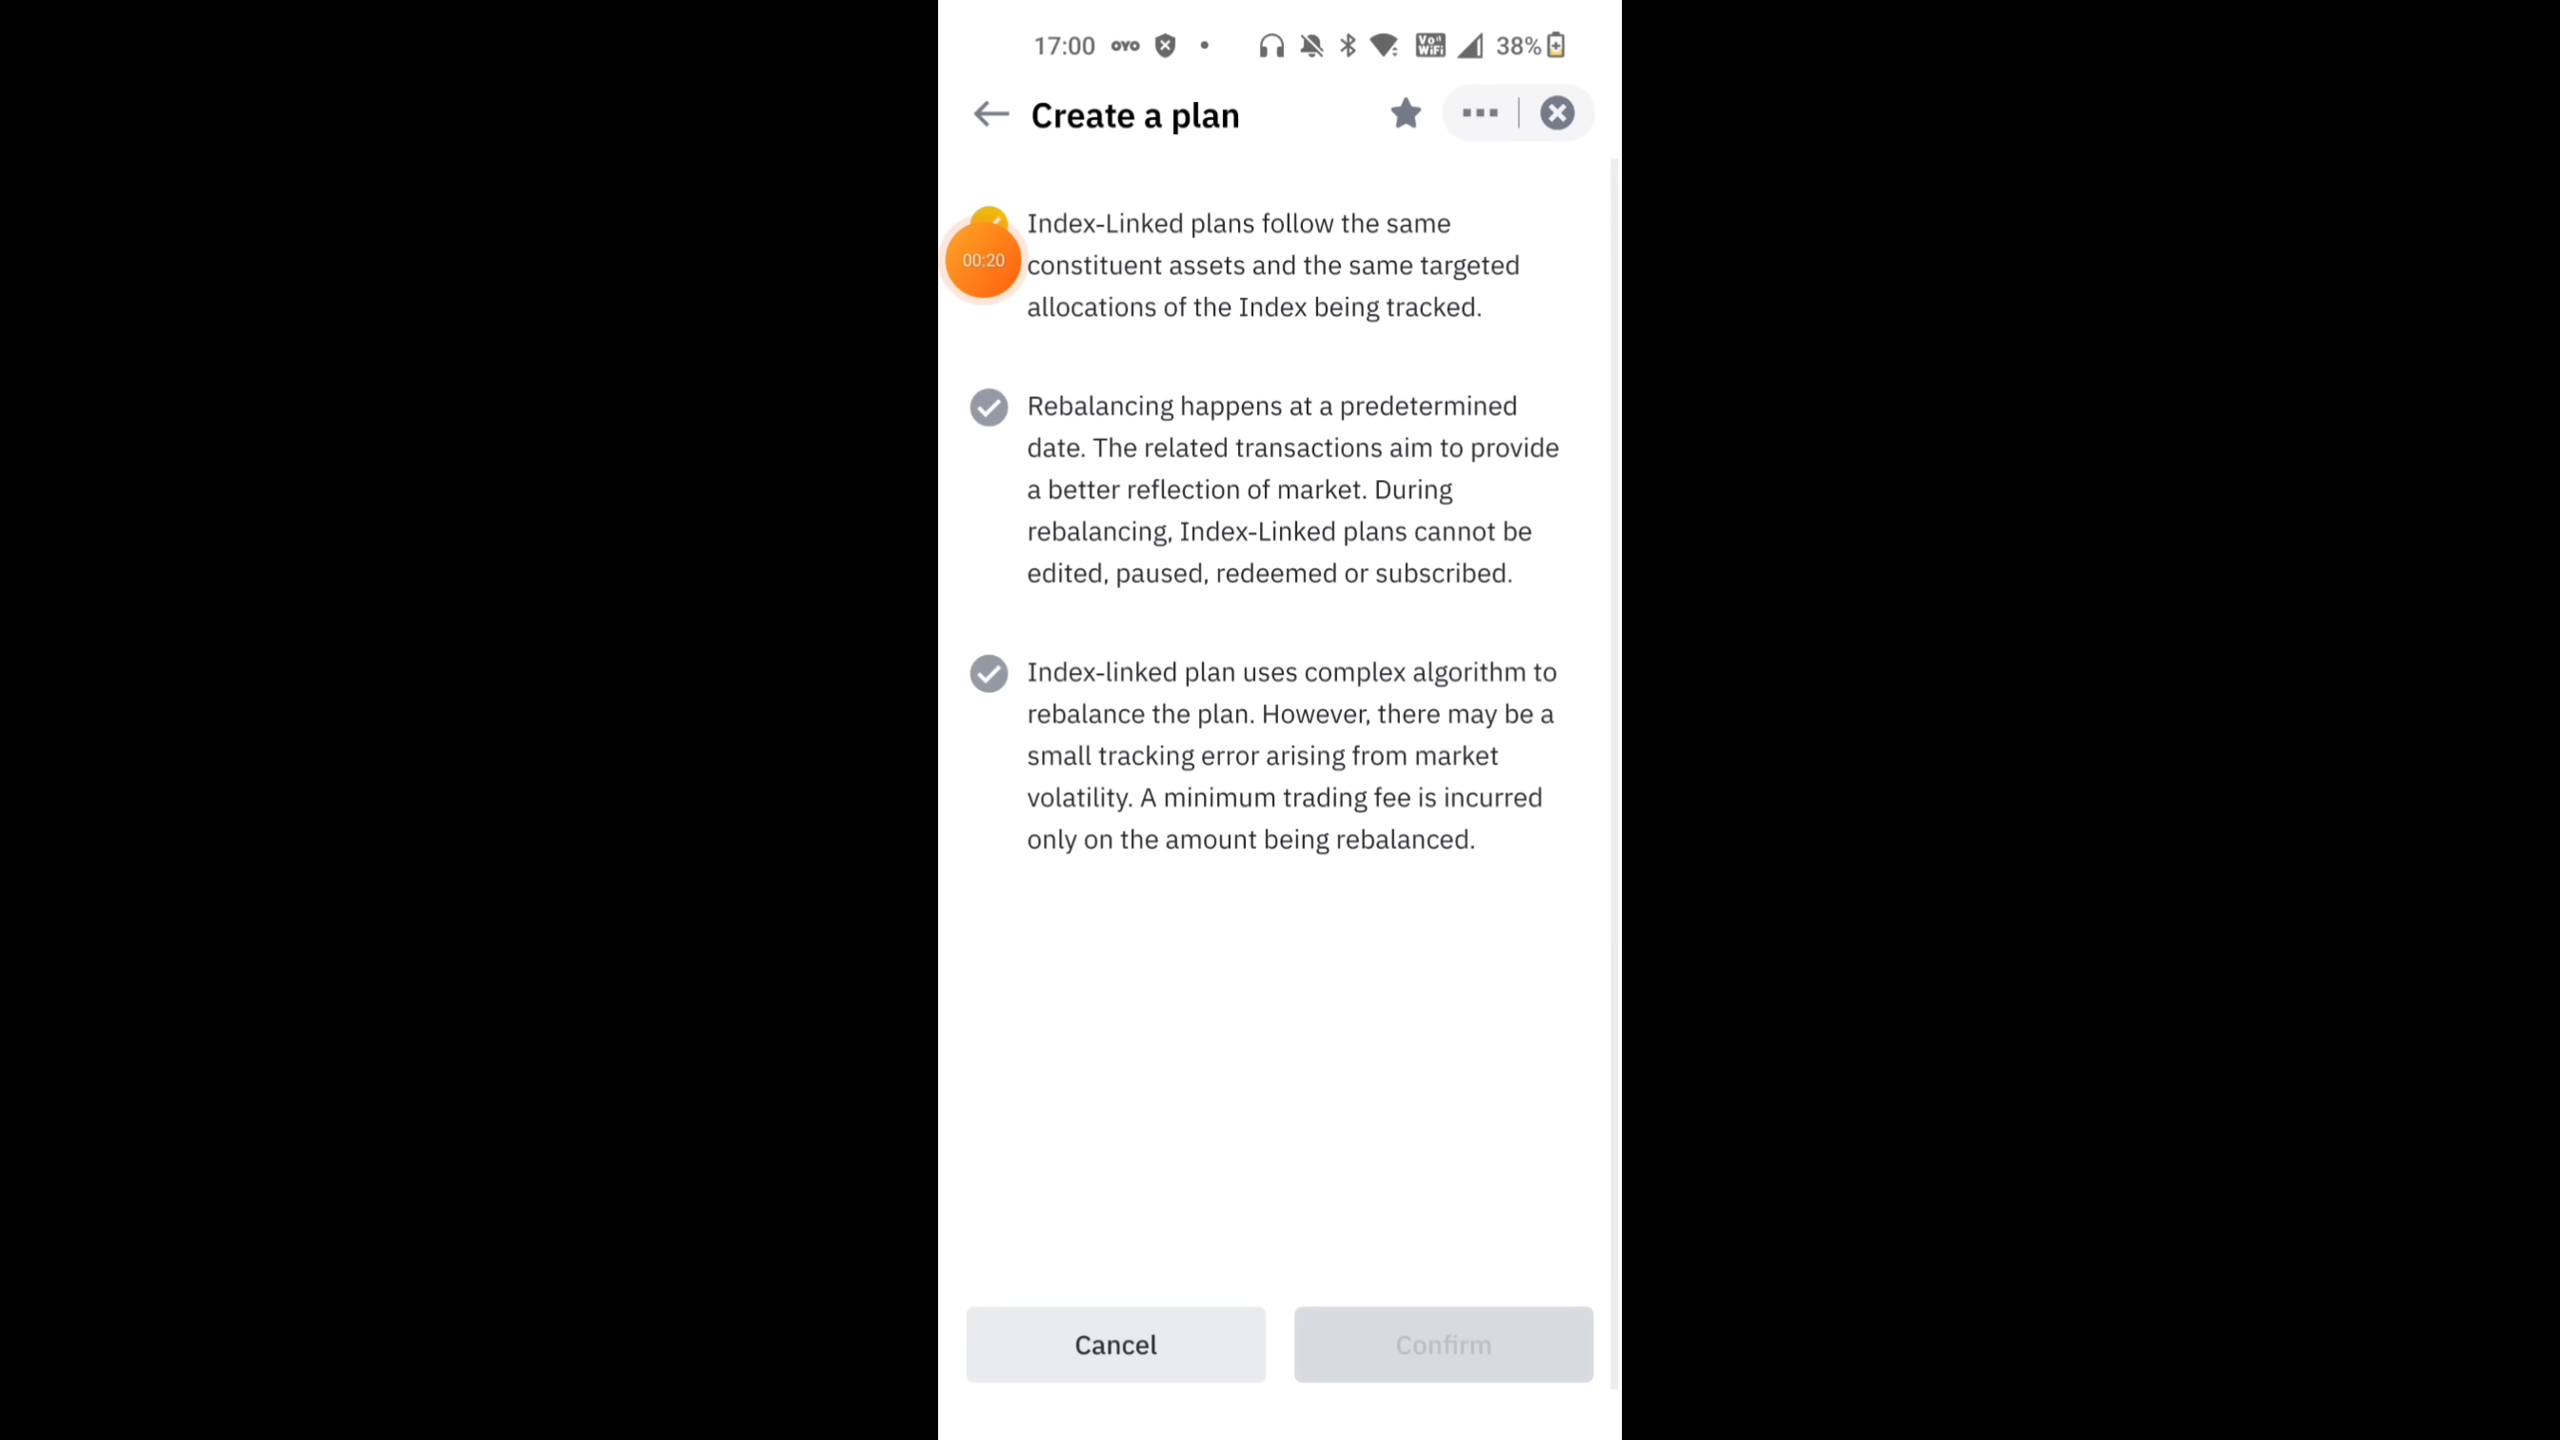 17:00 OYO Vo WiFi 38%
Create a plan
Index-Linked plans follow the same
00:20
constituent assets and the same targeted
allocations of the Index being tracked.
Rebalancing happens at a predetermined
date. The related transactions aim to provide
a better reflection of market. During
rebalancing, Index-Linked plans cannot be
edited, paused, redeemed or subscribed.
Index-linked plan uses complex algorithm to
rebalance the plan. However, there may be a
small tracking error arising from market
volatility. A minimum trading fee is incurred
only on the amount being rebalanced.
Cancel Confirm